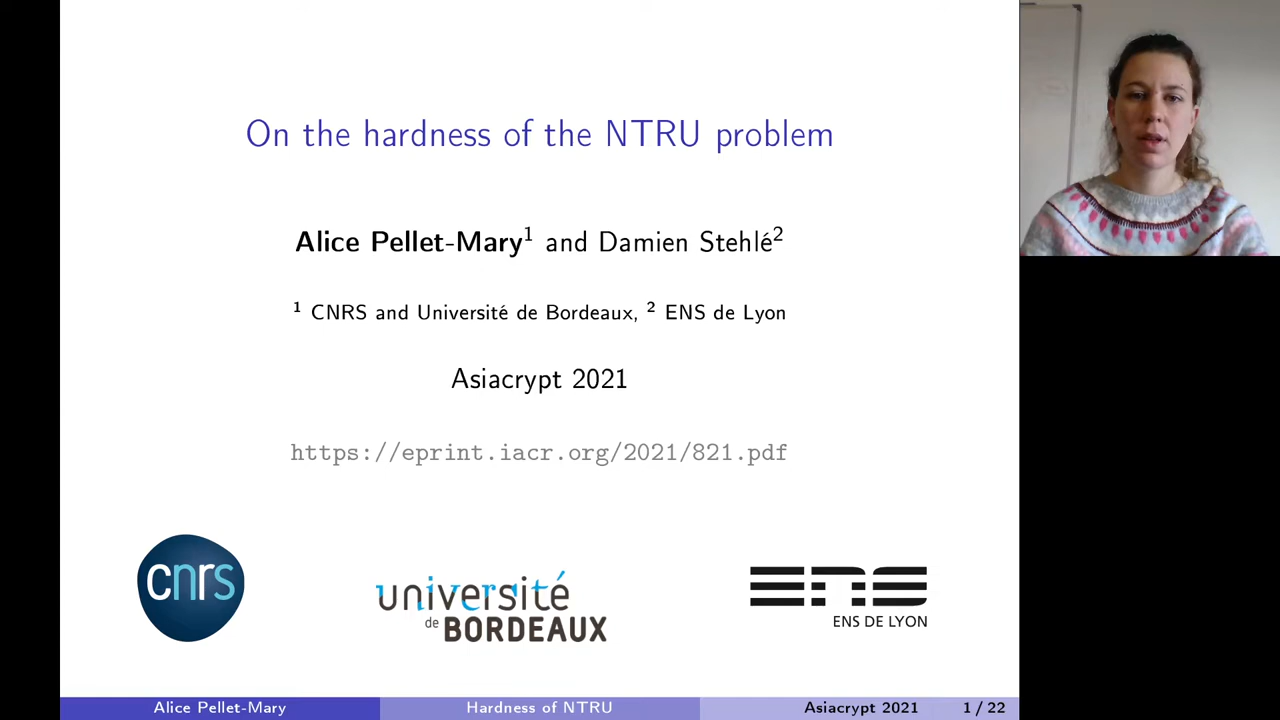 On the hardness of the NTRU problem
Alice Pellet-Mary¹ and Damien Stehlé²
¹ CNRS and Université de Bordeaux, ² ENS de Lyon
Asiacrypt 2021
https://eprint.iacr.org/2021/821.pdf
cnrs
université
de BORDEAUX
ENS
ENS DE LYON
Alice Pellet-Mary Hardness of NTRU Asiacrypt 2021 1 / 22